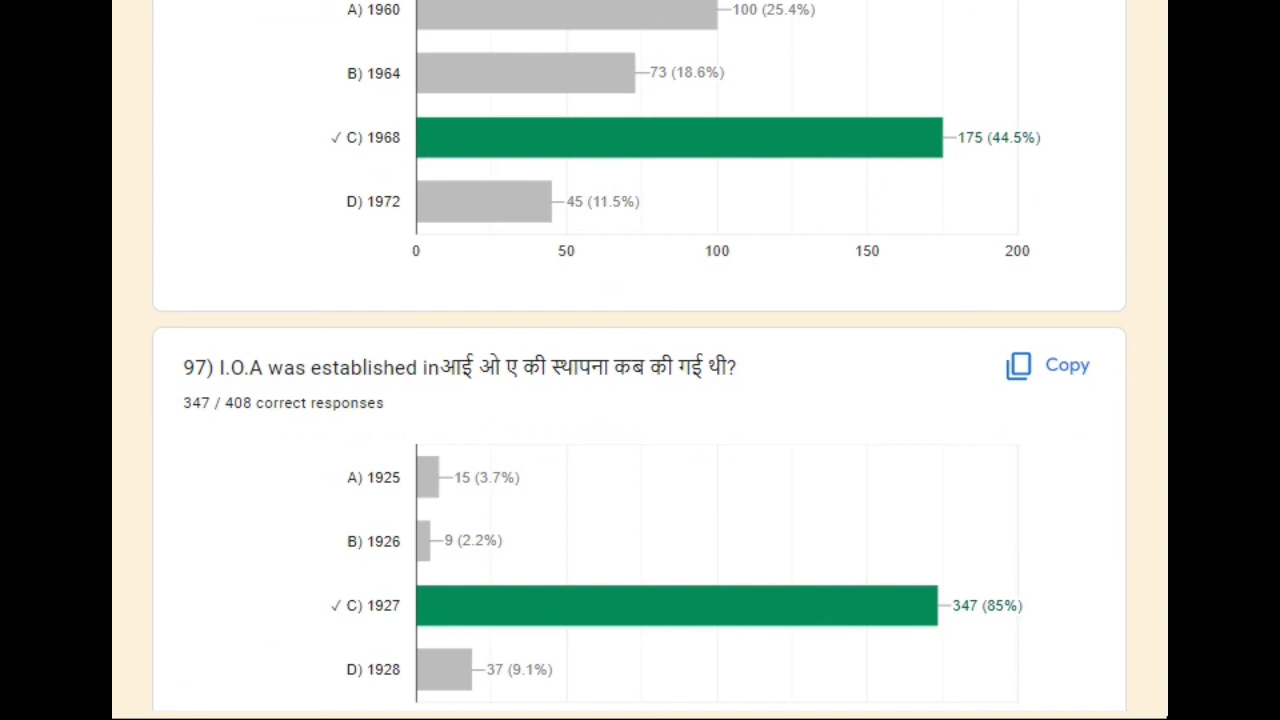 A) 1960
100 (25.4%)
B) 1964
73 (18.6%)
✓ C) 1968
175 (44.5%)
D) 1972
45 (11.5%)
0 50 100 150 200
97) I.O.A was established inआई ओ ए की स्थापना कब की गई थी?
Copy
347 / 408 correct responses
A) 1925
15 (3.7%)
B) 1926
9 (2.2%)
✓ C) 1927
347 (85%)
D) 1928
37 (9.1%)